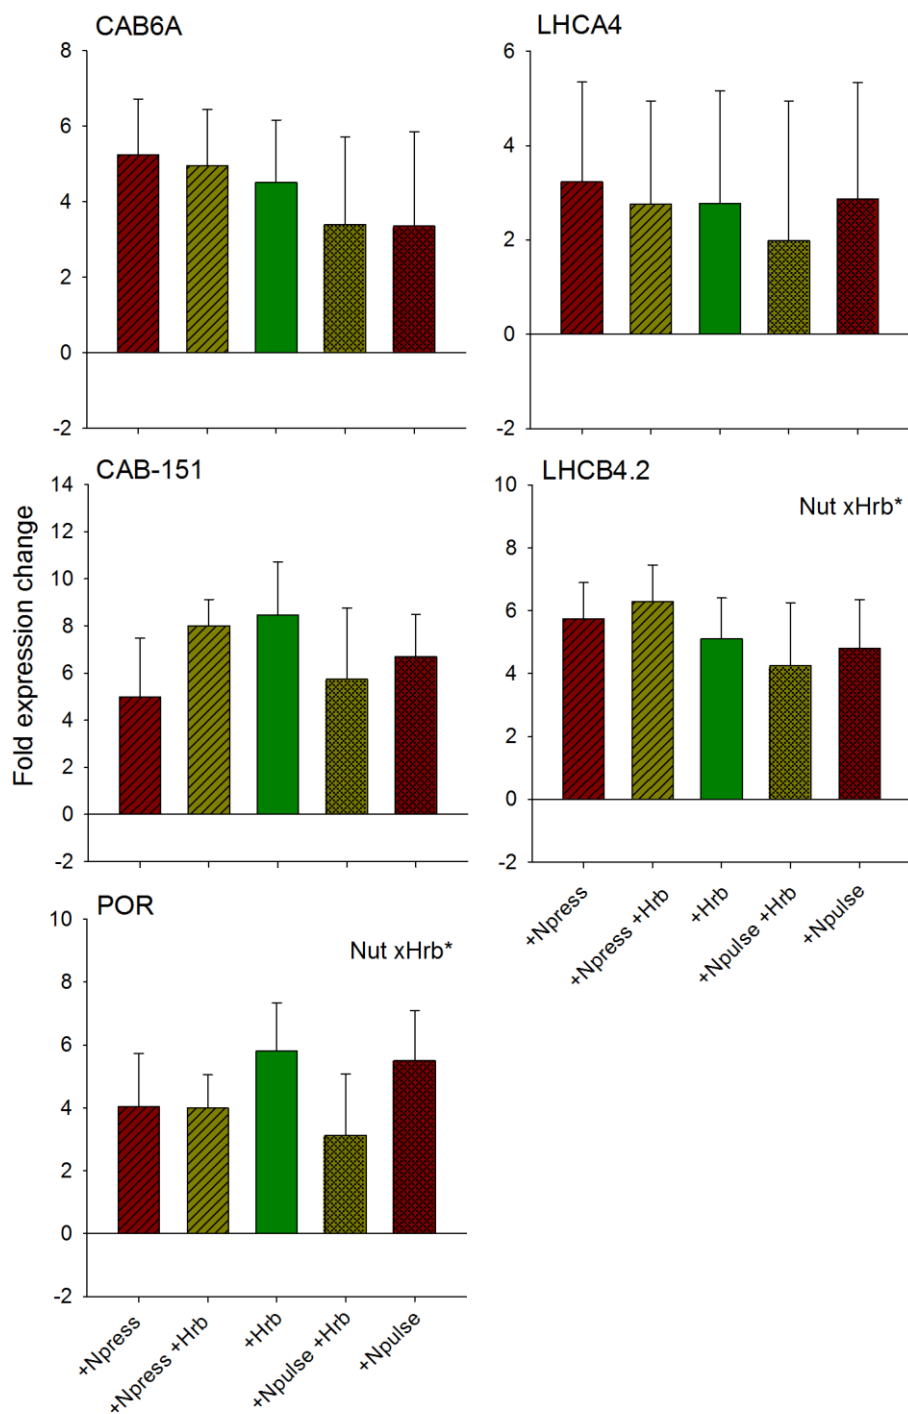 CAB6A
8
6
4
2
0
-2
LHCA4
6
4
2
0
-2
Fold expression change
CAB-151
14
12
10
8
6
4
2
0
-2
LHCB4.2
Nut xHrb*
10
8
6
4
2
0
-2
+Npress
+Npress +Hrb
+Hrb
+Npulse +Hrb
+Npulse
POR
Nut xHrb*
10
8
6
4
2
0
-2
+Npress
+Npress +Hrb
+Hrb
+Npulse +Hrb
+Npulse